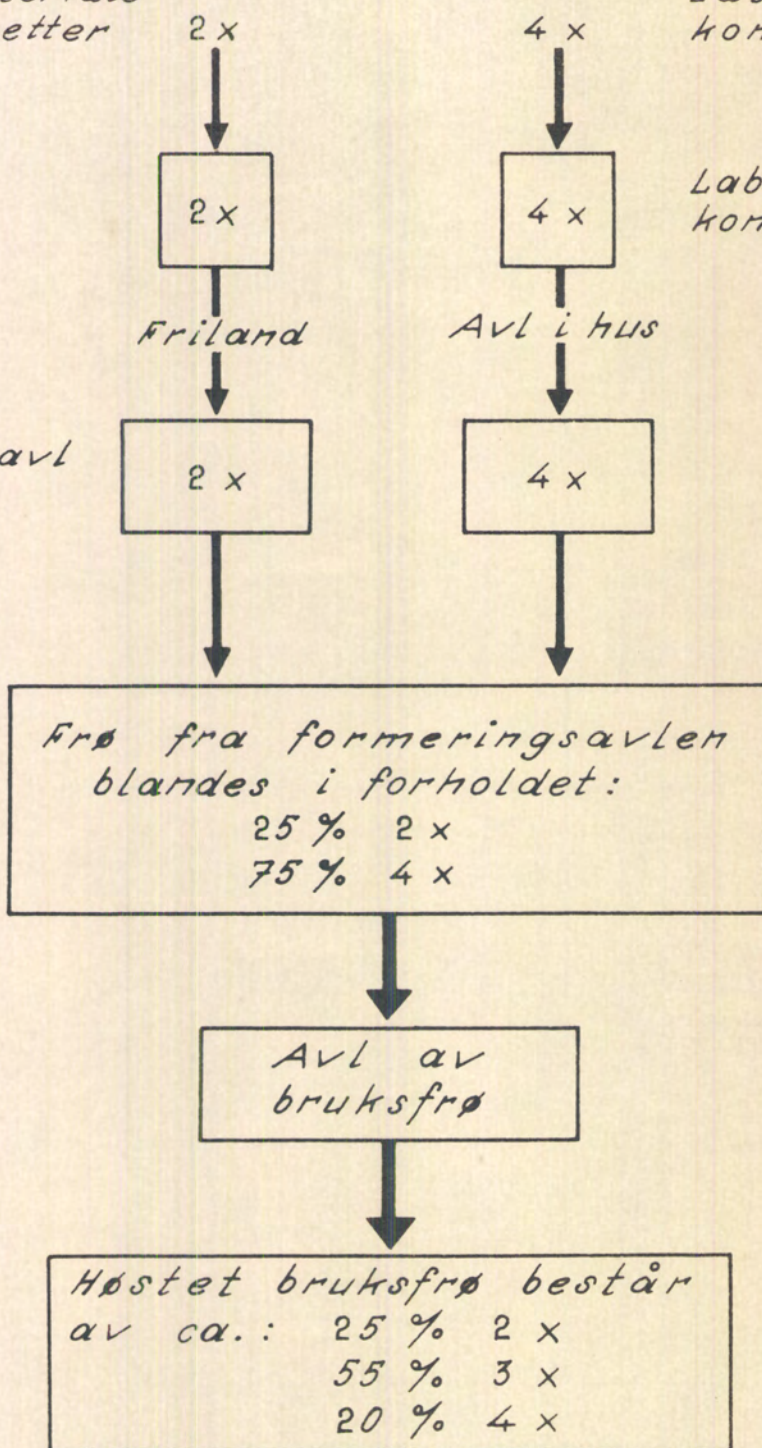 etter 2x 4x
2x 4x
Friland Avl i hus
avl 2 x 4 x
Frø fra formeringsavlen
blandes i forholdet:
25 % 2 x
75 % 4 x
Avl av
bruksfrø
Høstet bruksfrø består
av ca.: 25 % 2 x
55 % 3 x
20 % 4 x